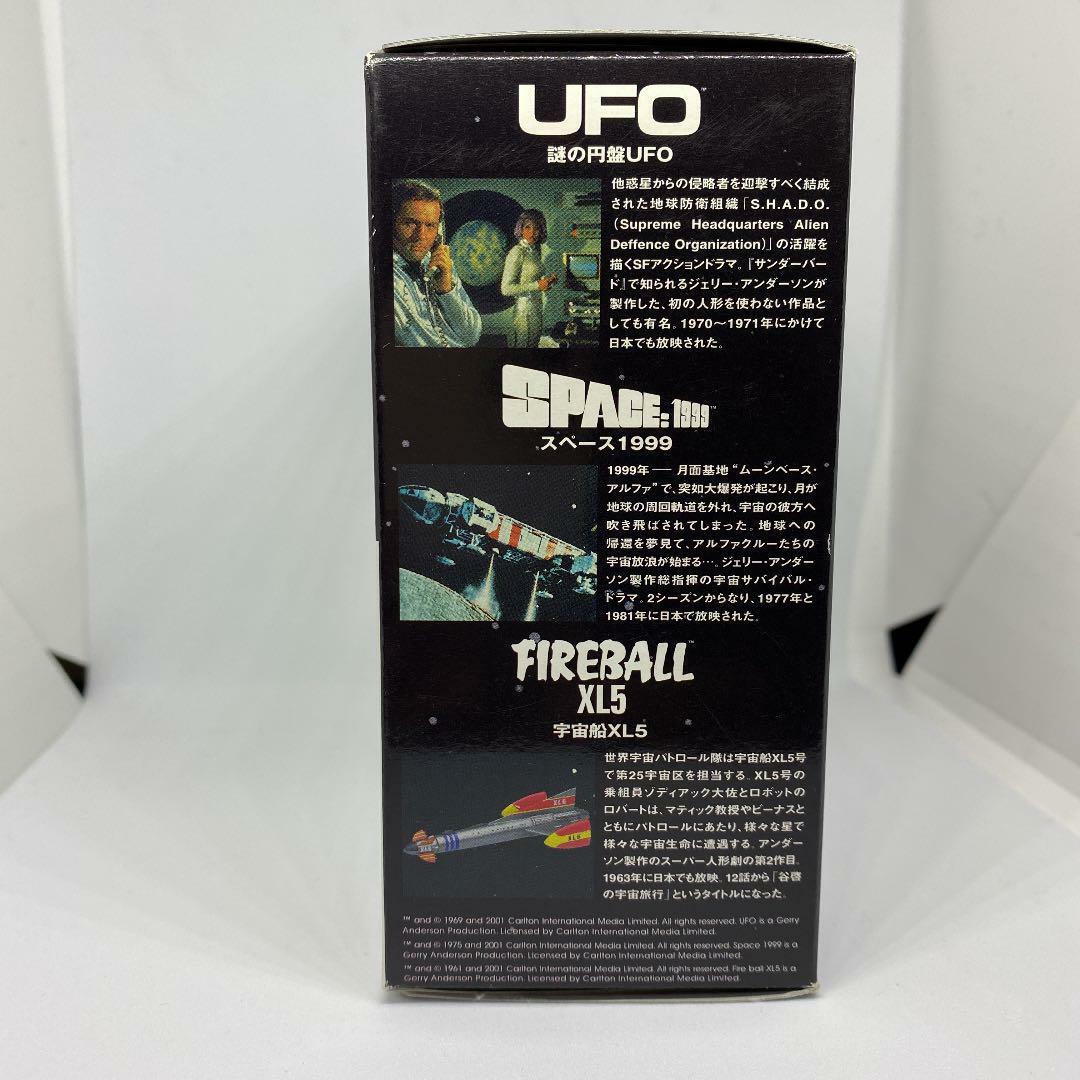 UFO™
謎の円盤UFO
他惑星からの侵略者を迎撃すべく結成
された地球防衛組織「S.H.A.D.O.
(Supreme Headquarters Alien
Deffence Organization)」の活躍を
描くSFアクションドラマ。『サンダーバー
ド』で知られるジェリー・アンダーソンが
製作した、初の人形を使わない作品と
しても有名。1970〜1971年にかけて
日本でも放映された。
SPACE: 1999™
スペース1999
1999年── 月面基地“ムーンベース・
アルファ”で、突如大爆発が起こり、月が
地球の周回軌道を外れ、宇宙の彼方へ
吹き飛ばされてしまった。地球への
帰還を夢見て、アルファクルーたちの
宇宙放浪が始まる…。ジェリー・アンダー
ソン製作総指揮の宇宙サバイバル・
ドラマ。2シーズンからなり、1977年と
1981年に日本で放映された。
FIREBALL™
XL5
宇宙船XL5
世界宇宙パトロール隊は宇宙船XL5号
で第25宇宙区を担当する。XL5号の
乗組員ゾディアック大佐とロボットの
ロバートは、マティック教授やビーナスと
ともにパトロールにあたり、様々な星で
様々な宇宙生命に遭遇する。アンダー
ソン製作のスーパー人形劇の第2作目。
1963年に日本でも放映。12話から「谷啓
の宇宙旅行」というタイトルになった。
XL5
XL5
XL5
™ and © 1969 and 2001 Carlton International Media Limited. All rights reserved. UFO is a Gerry
Anderson Production. Licensed by Carlton International Media Limited.
™ and © 1975 and 2001 Carlton International Media Limited. All rights reserved. Space 1999 is a
Gerry Anderson Production. Licensed by Carlton International Media Limited.
™ and © 1961 and 2001 Carlton International Media Limited. All rights reserved. Fire ball XL5 is a
Gerry Anderson Production. Licensed by Carlton International Media Limited.